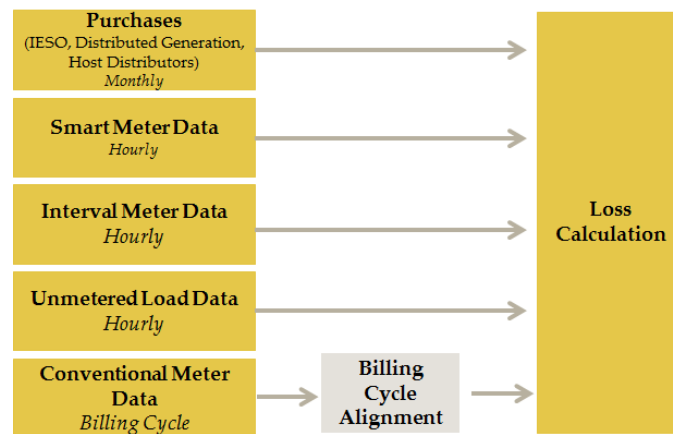 Purchases
(IESO, Distributed Generation,
Host Distributors)
Monthly
Smart Meter Data
Hourly
Interval Meter Data
Hourly
Unmetered Load Data
Hourly
Conventional Meter
Data
Billing Cycle
Billing
Cycle
Alignment
Loss
Calculation